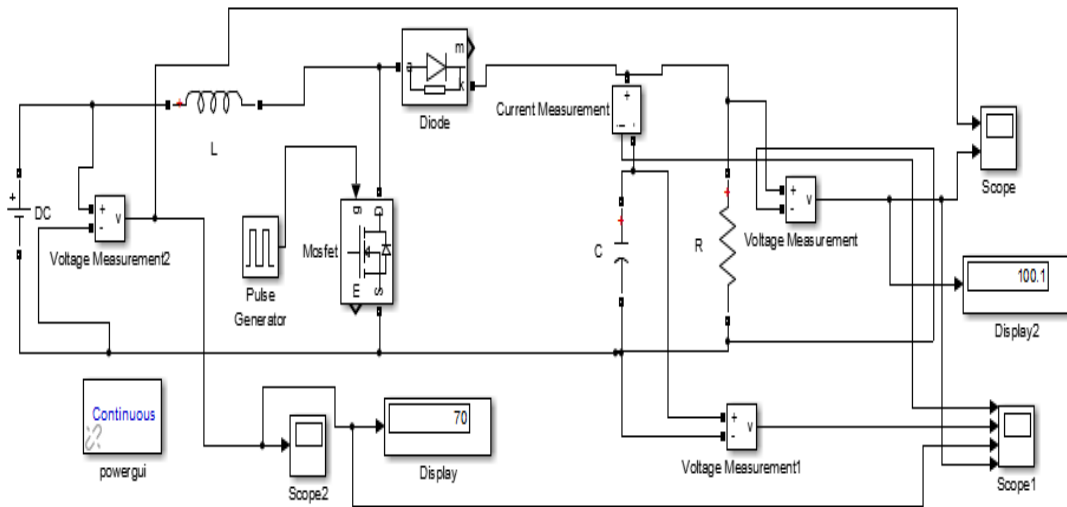 m
a
k
Diode
+
i
-
Current Measurement
L
+
DC
+
-
v
Voltage Measurement2
g
D
m
S
Mosfet
Pulse
Generator
C
R
+
-
v
Voltage Measurement
Scope
100.1
Display2
Continuous
powergui
Scope2
70
Display
+
-
v
Voltage Measurement1
Scope1